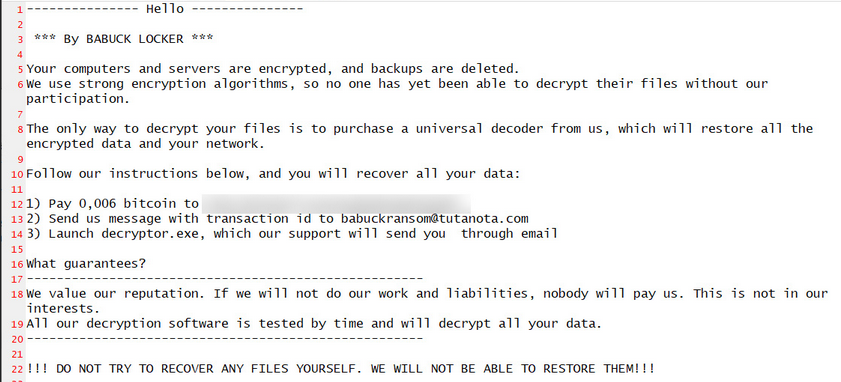 1 --------------- Hello ---------------
2
3 *** By BABUCK LOCKER ***
4
5 Your computers and servers are encrypted, and backups are deleted.
6 We use strong encryption algorithms, so no one has yet been able to decrypt their files without our
participation.
7
8 The only way to decrypt your files is to purchase a universal decoder from us, which will restore all the
encrypted data and your network.
9
10 Follow our instructions below, and you will recover all your data:
11
12 1) Pay 0,006 bitcoin to
13 2) Send us message with transaction id to babuckransom@tutanota.com
14 3) Launch decryptor.exe, which our support will send you  through email
15
16 What guarantees?
17 -------------------------------------------------------
18 We value our reputation. If we will not do our work and liabilities, nobody will pay us. This is not in our
interests.
19 All our decryption software is tested by time and will decrypt all your data.
20 -------------------------------------------------------
21
22 !!! DO NOT TRY TO RECOVER ANY FILES YOURSELF. WE WILL NOT BE ABLE TO RESTORE THEM!!!